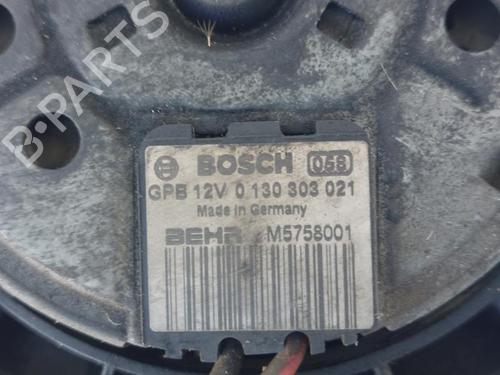 B-PARTS
BOSCH 058
GPB 12V 0 130 303 021
Made in Germany
BEHR M5758001